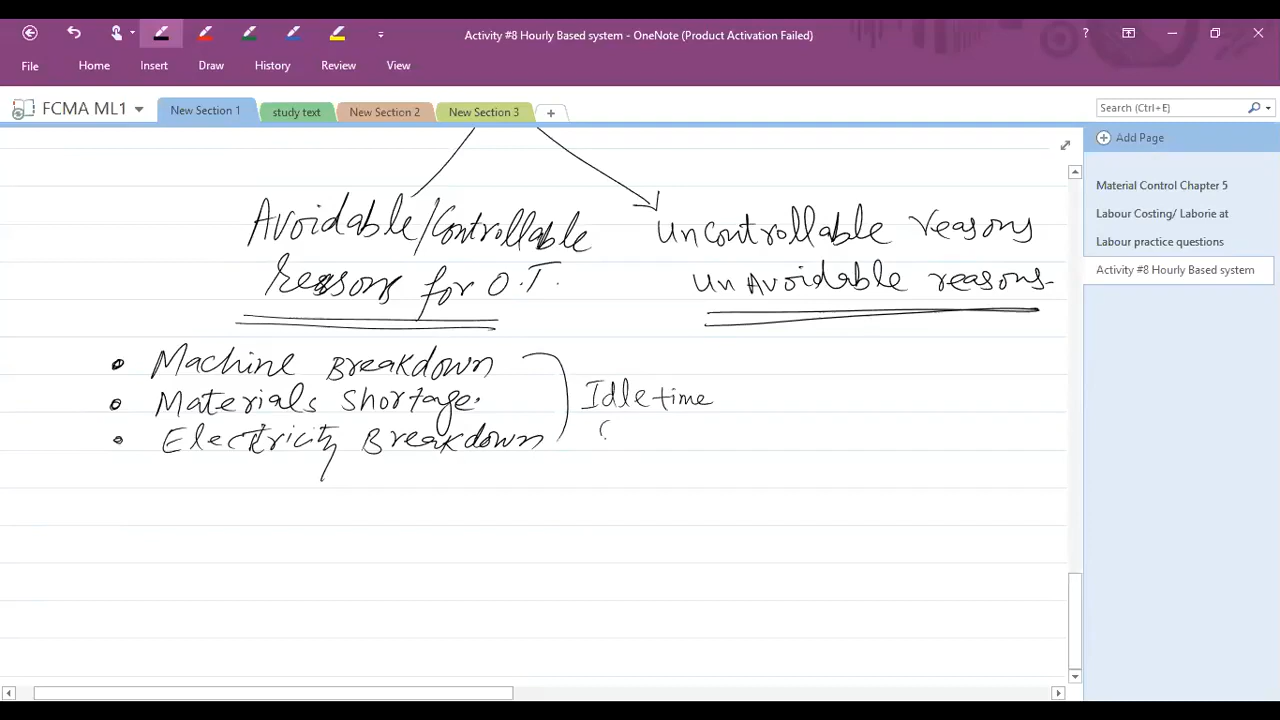 Activity #8 Hourly Based system - OneNote (Product Activation Failed)
?
File Home Insert Draw History Review View
FCMA ML1 New Section 1 study text New Section 2 New Section 3 +
Search (Ctrl+E)
Add Page
Material Control Chapter 5
Labour Costing/ Laborie at
Labour practice questions
Activity #8 Hourly Based system
Avoidable/Controllable
reasons for O.T.
Uncontrollable reasons
UnAvoidable reasons
• Machine Breakdown
• Materials Shortage.
• Electricity Breakdown
Idle time
(